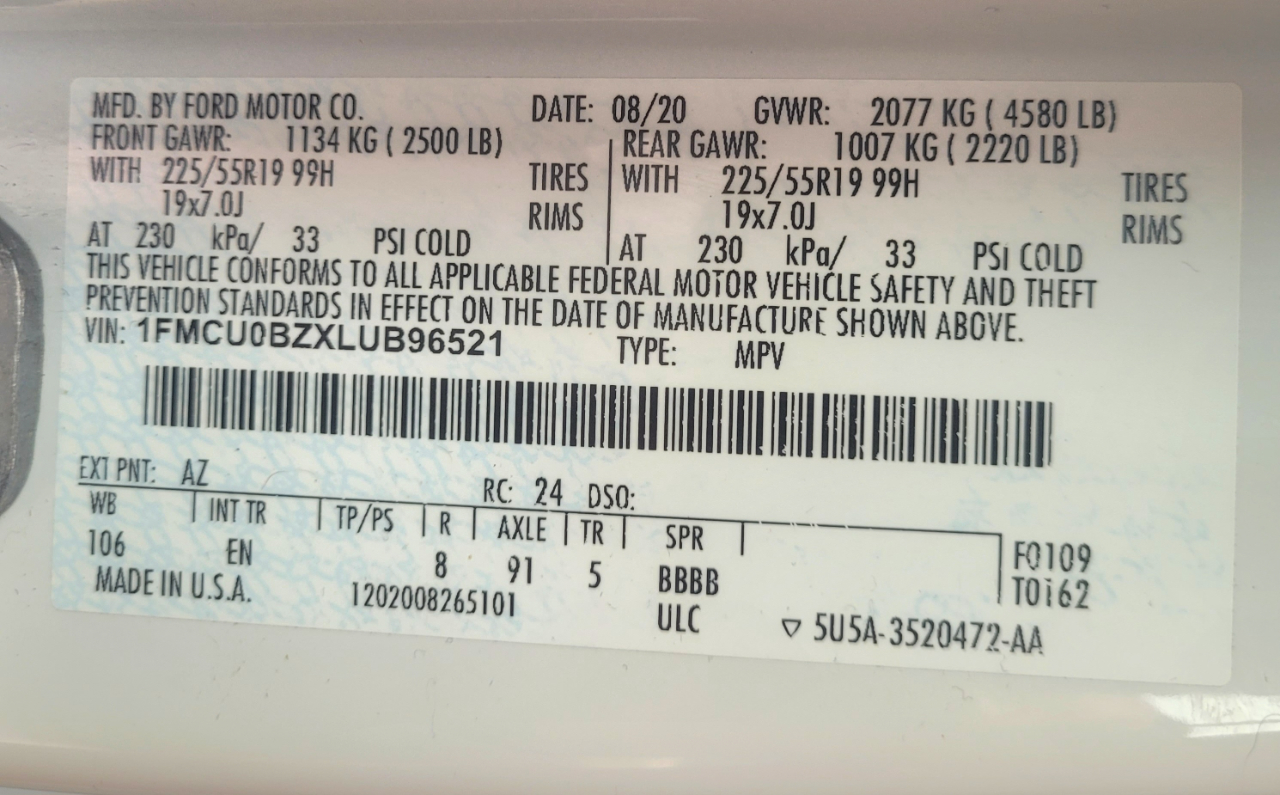 MFD. BY FORD MOTOR CO. DATE: 08/20 GVWR: 2077 KG ( 4580 LB)
FRONT GAWR: 1134 KG ( 2500 LB) REAR GAWR: 1007 KG ( 2220 LB)
WITH 225/55R19 99H TIRES WITH 225/55R19 99H TIRES
19x7.0J RIMS 19x7.0J RIMS
AT 230 kPa/ 33 PSI COLD AT 230 kPa/ 33 PSI COLD
THIS VEHICLE CONFORMS TO ALL APPLICABLE FEDERAL MOTOR VEHICLE SAFETY AND THEFT
PREVENTION STANDARDS IN EFFECT ON THE DATE OF MANUFACTURE SHOWN ABOVE.
VIN: 1FMCU0BZXLUB96521 TYPE: MPV
EXT PNT: AZ RC: 24 DSO:
WB INT TR TP/PS R AXLE TR SPR
106 EN 8 91 5 BBBB F0109
MADE IN U.S.A. 1202008265101 ULC T0162
▽ 5U5A-3520472-AA